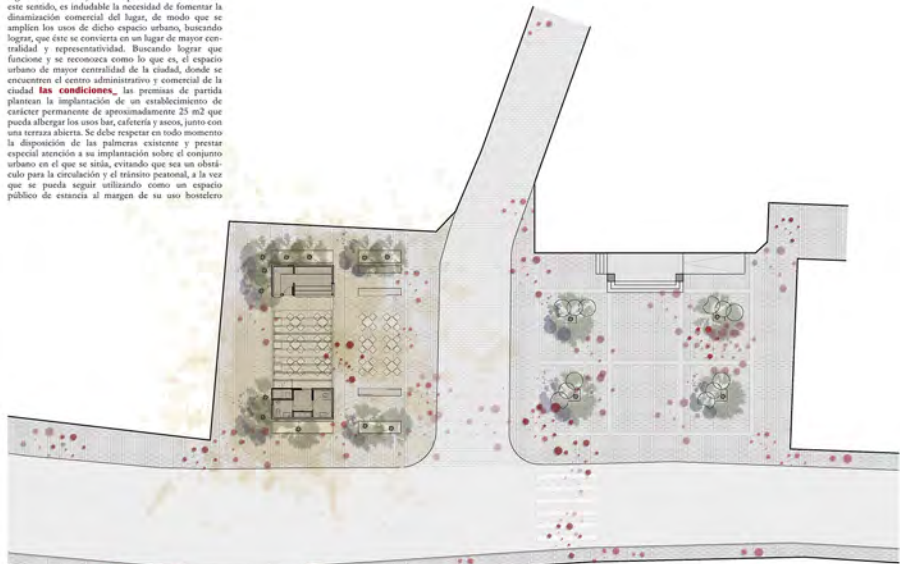 este sentido, es indudable la necesidad de fomentar la
dinamización comercial del lugar, de modo que se
amplíen los usos de dicho espacio urbano, buscando
lograr, que éste se convierta en un lugar de mayor cen-
tralidad y representatividad. Buscando lograr que
funcione y se reconozca como lo que es, el espacio
urbano de mayor centralidad de la ciudad, donde se
encuentren el centro administrativo y comercial de la
ciudad las condiciones_ las premisas de partida
plantean la implantación de un establecimiento de
carácter permanente de aproximadamente 25 m2 que
pueda albergar los usos bar, cafetería y aseos, junto con
una terraza abierta. Se debe respetar en todo momento
la disposición de las palmeras existente y prestar
especial atención a su implantación sobre el conjunto
urbano en el que se sitúa, evitando que sea un obstá-
culo para la circulación y el tránsito peatonal, a la vez
que se pueda seguir utilizando como un espacio
público de estancia al margen de su uso hostelero